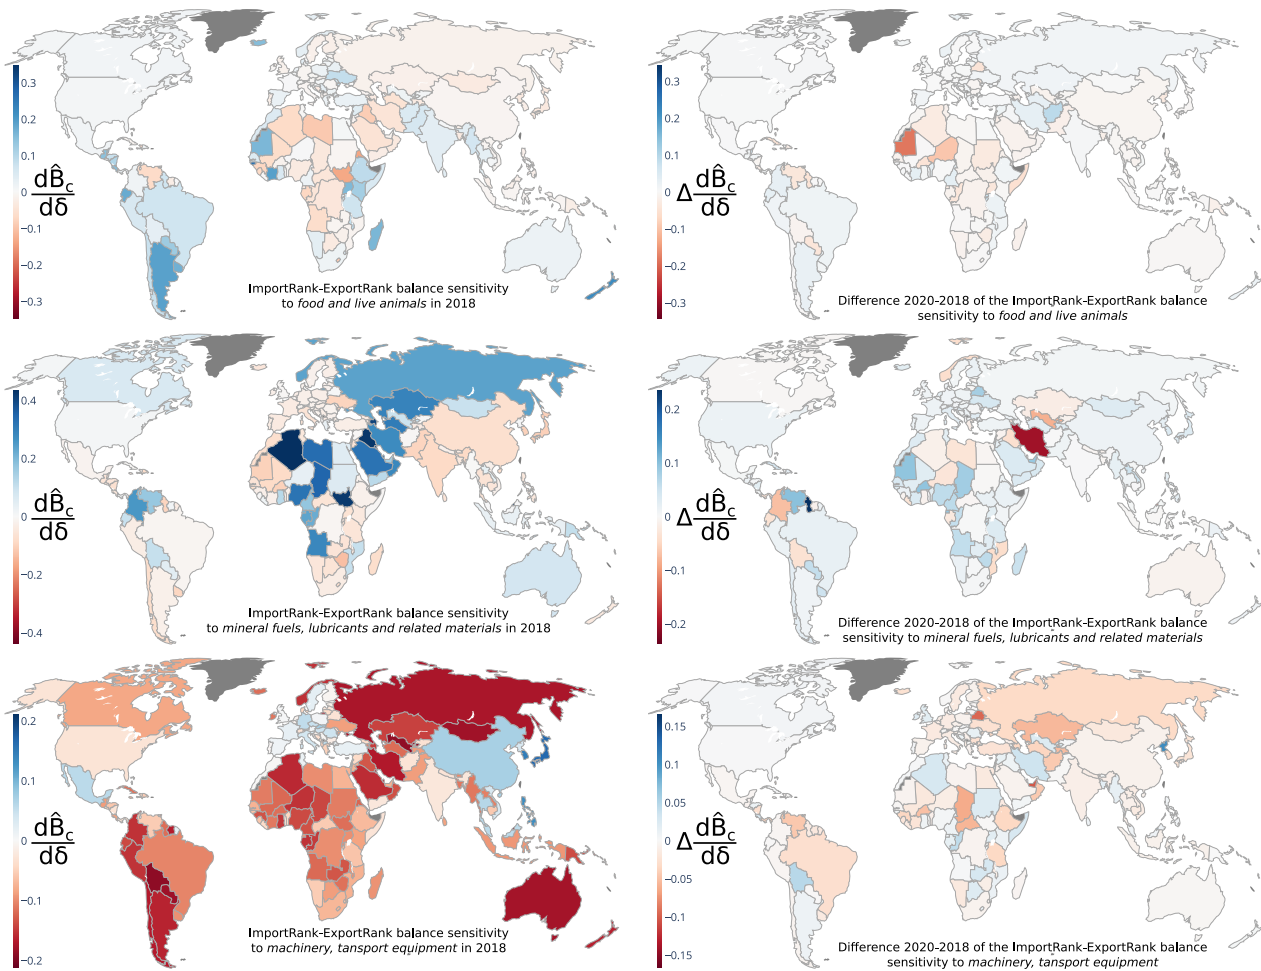 0.3
0.2
0.1
0
−0.1
−0.2
−0.3
dB̂c
dδ
ImportRank-ExportRank balance sensitivity
to food and live animals in 2018
0.3
0.2
0.1
0
−0.1
−0.2
−0.3
Δ dB̂c
dδ
Difference 2020-2018 of the ImportRank-ExportRank balance
sensitivity to food and live animals
0.4
0.2
0
−0.2
−0.4
dB̂c
dδ
ImportRank-ExportRank balance sensitivity
to mineral fuels, lubricants and related materials in 2018
0.2
0.1
0
−0.1
−0.2
Δ dB̂c
dδ
Difference 2020-2018 of the ImportRank-ExportRank balance
sensitivity to mineral fuels, lubricants and related materials
0.2
0.1
0
−0.1
−0.2
dB̂c
dδ
ImportRank-ExportRank balance sensitivity
to machinery, tansport equipment in 2018
0.15
0.1
0.05
0
−0.05
−0.1
−0.15
Δ dB̂c
dδ
Difference 2020-2018 of the ImportRank-ExportRank balance
sensitivity to machinery, tansport equipment